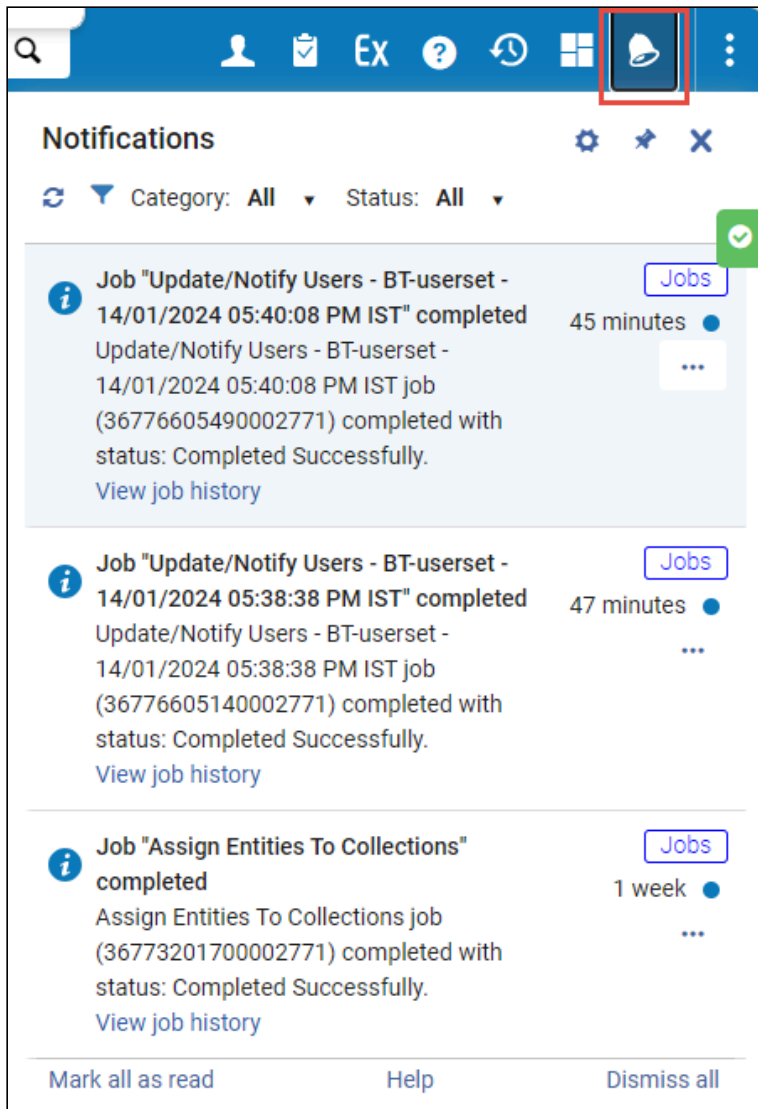 Ex
Notifications
Category: All Status: All
Job "Update/Notify Users - BT-userset -
14/01/2024 05:40:08 PM IST" completed
Update/Notify Users - BT-userset -
14/01/2024 05:40:08 PM IST job
(36776605490002771) completed with
status: Completed Successfully.
View job history
Jobs
45 minutes
Job "Update/Notify Users - BT-userset -
14/01/2024 05:38:38 PM IST" completed
Update/Notify Users - BT-userset -
14/01/2024 05:38:38 PM IST job
(36776605140002771) completed with
status: Completed Successfully.
View job history
Jobs
47 minutes
Job "Assign Entities To Collections"
completed
Assign Entities To Collections job
(36773201700002771) completed with
status: Completed Successfully.
View job history
Jobs
1 week
Mark all as read Help Dismiss all